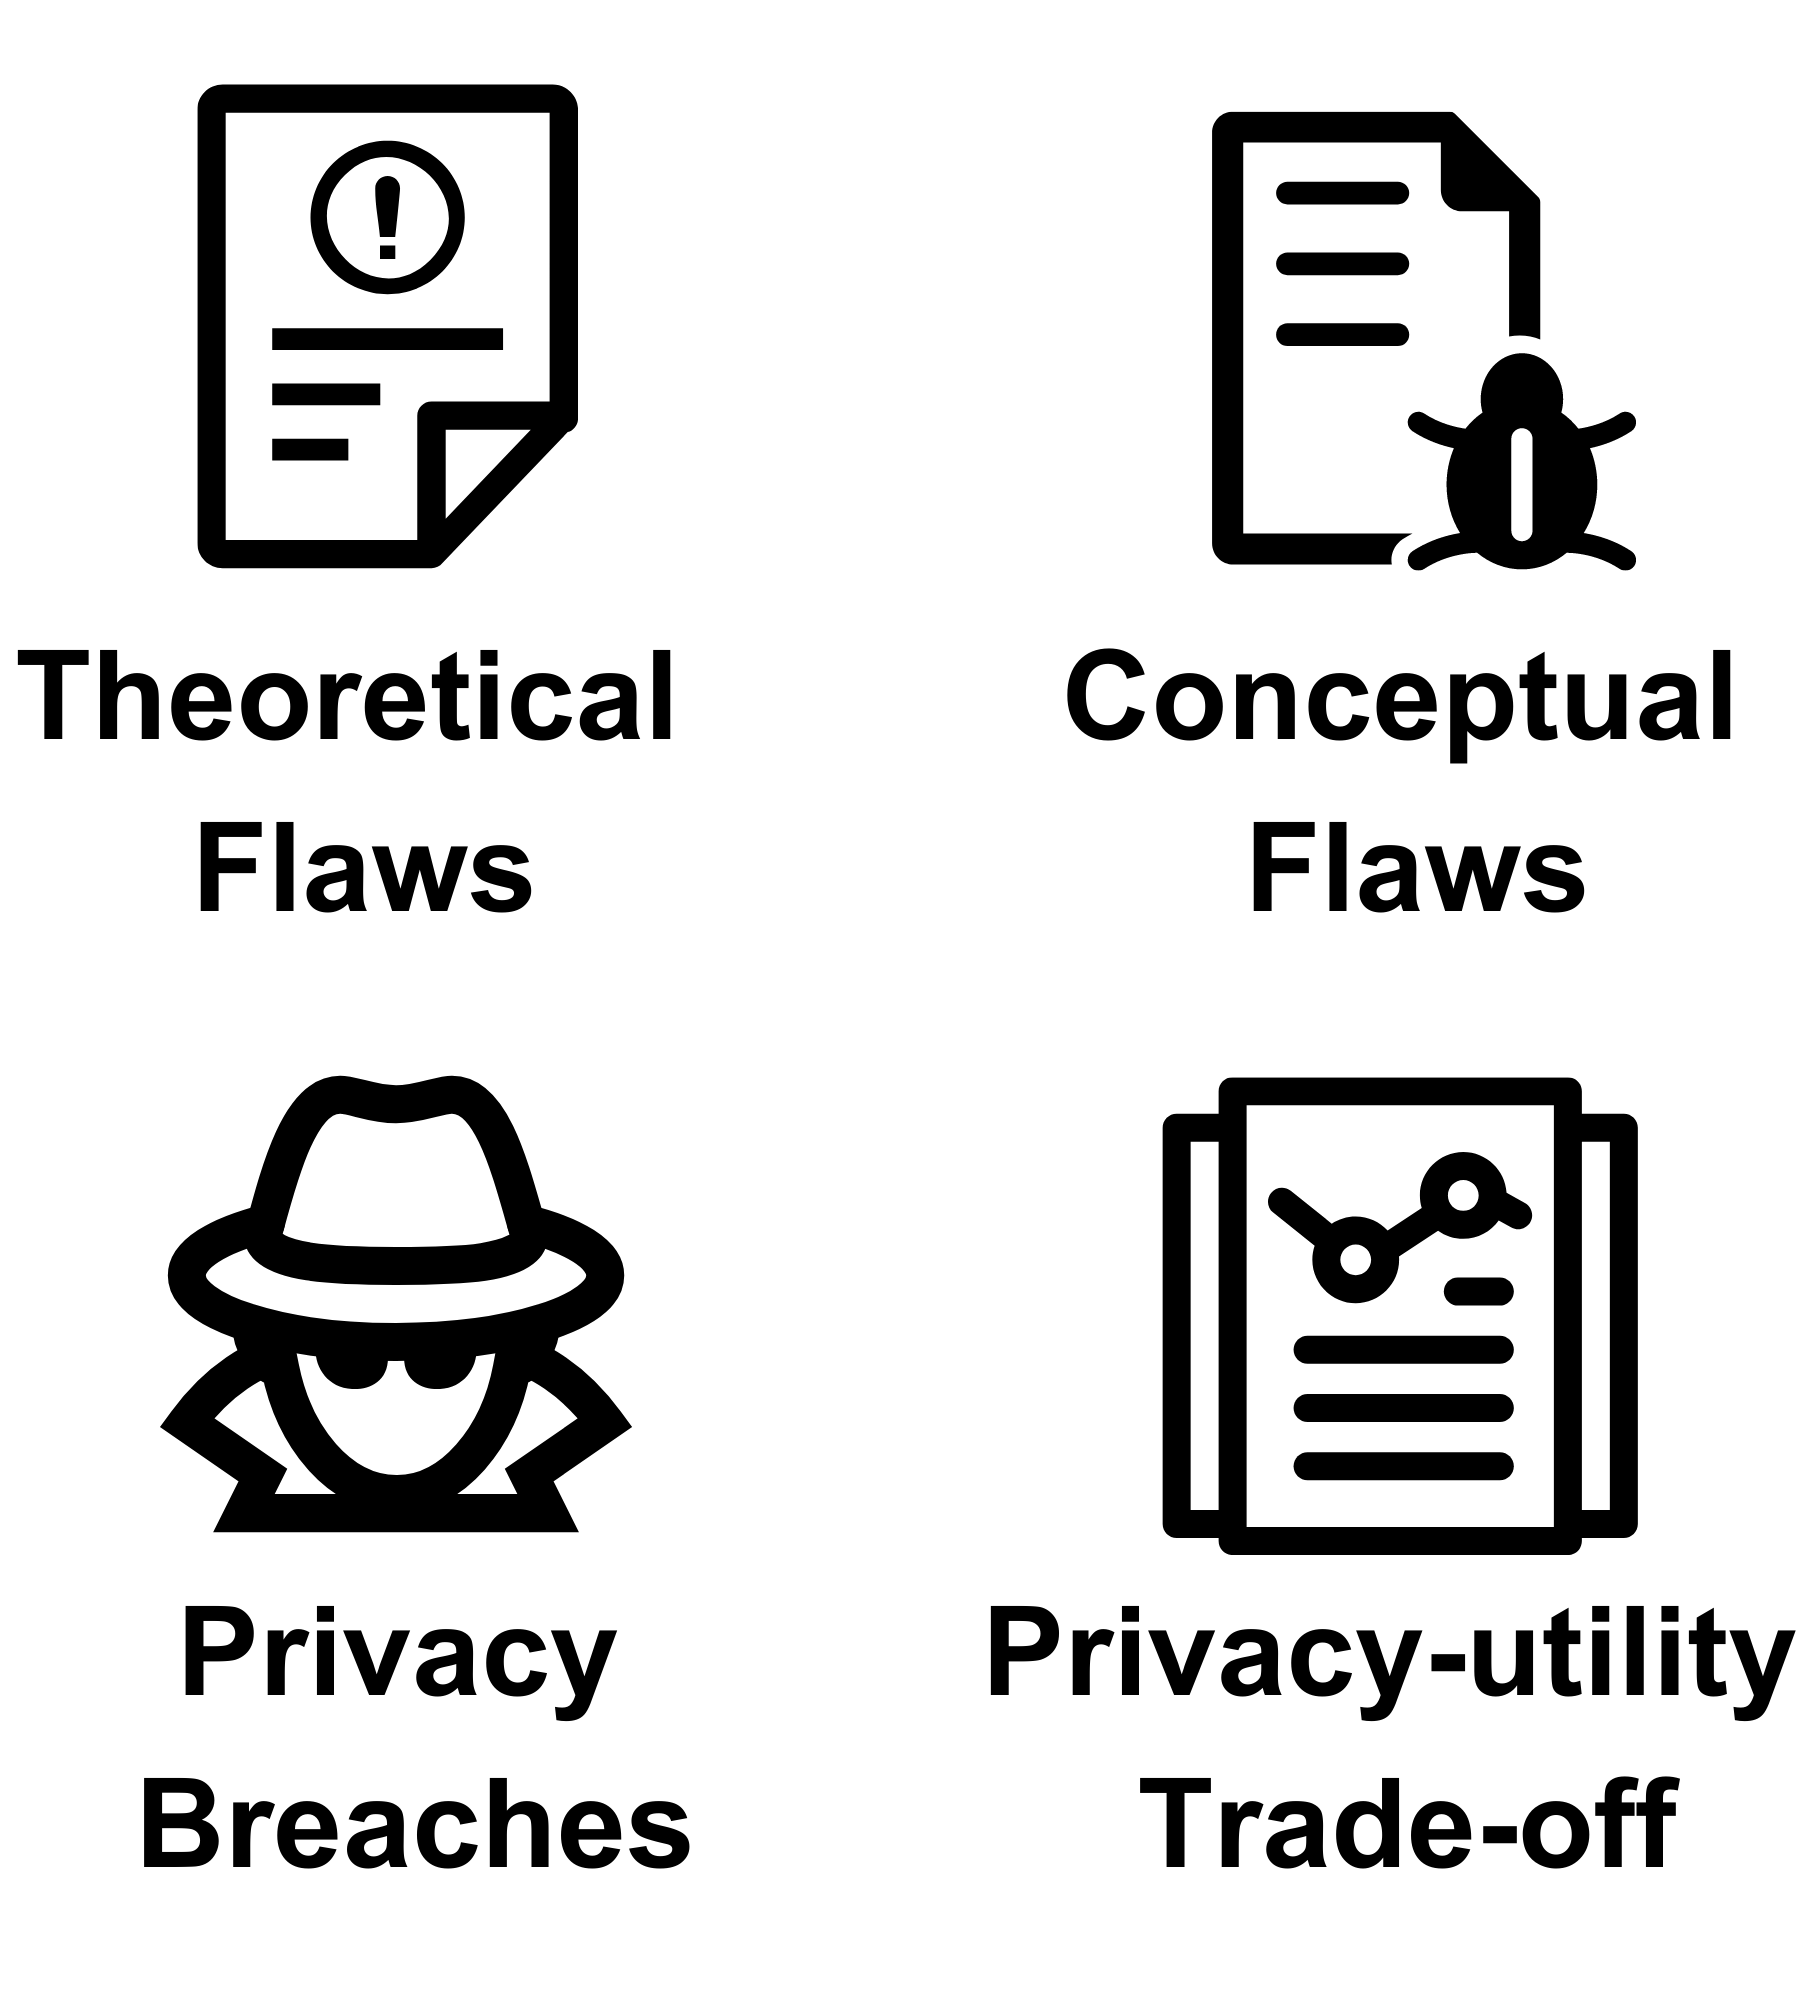 Theoretical
Flaws
Conceptual
Flaws
Privacy
Breaches
Privacy-utility
Trade-off